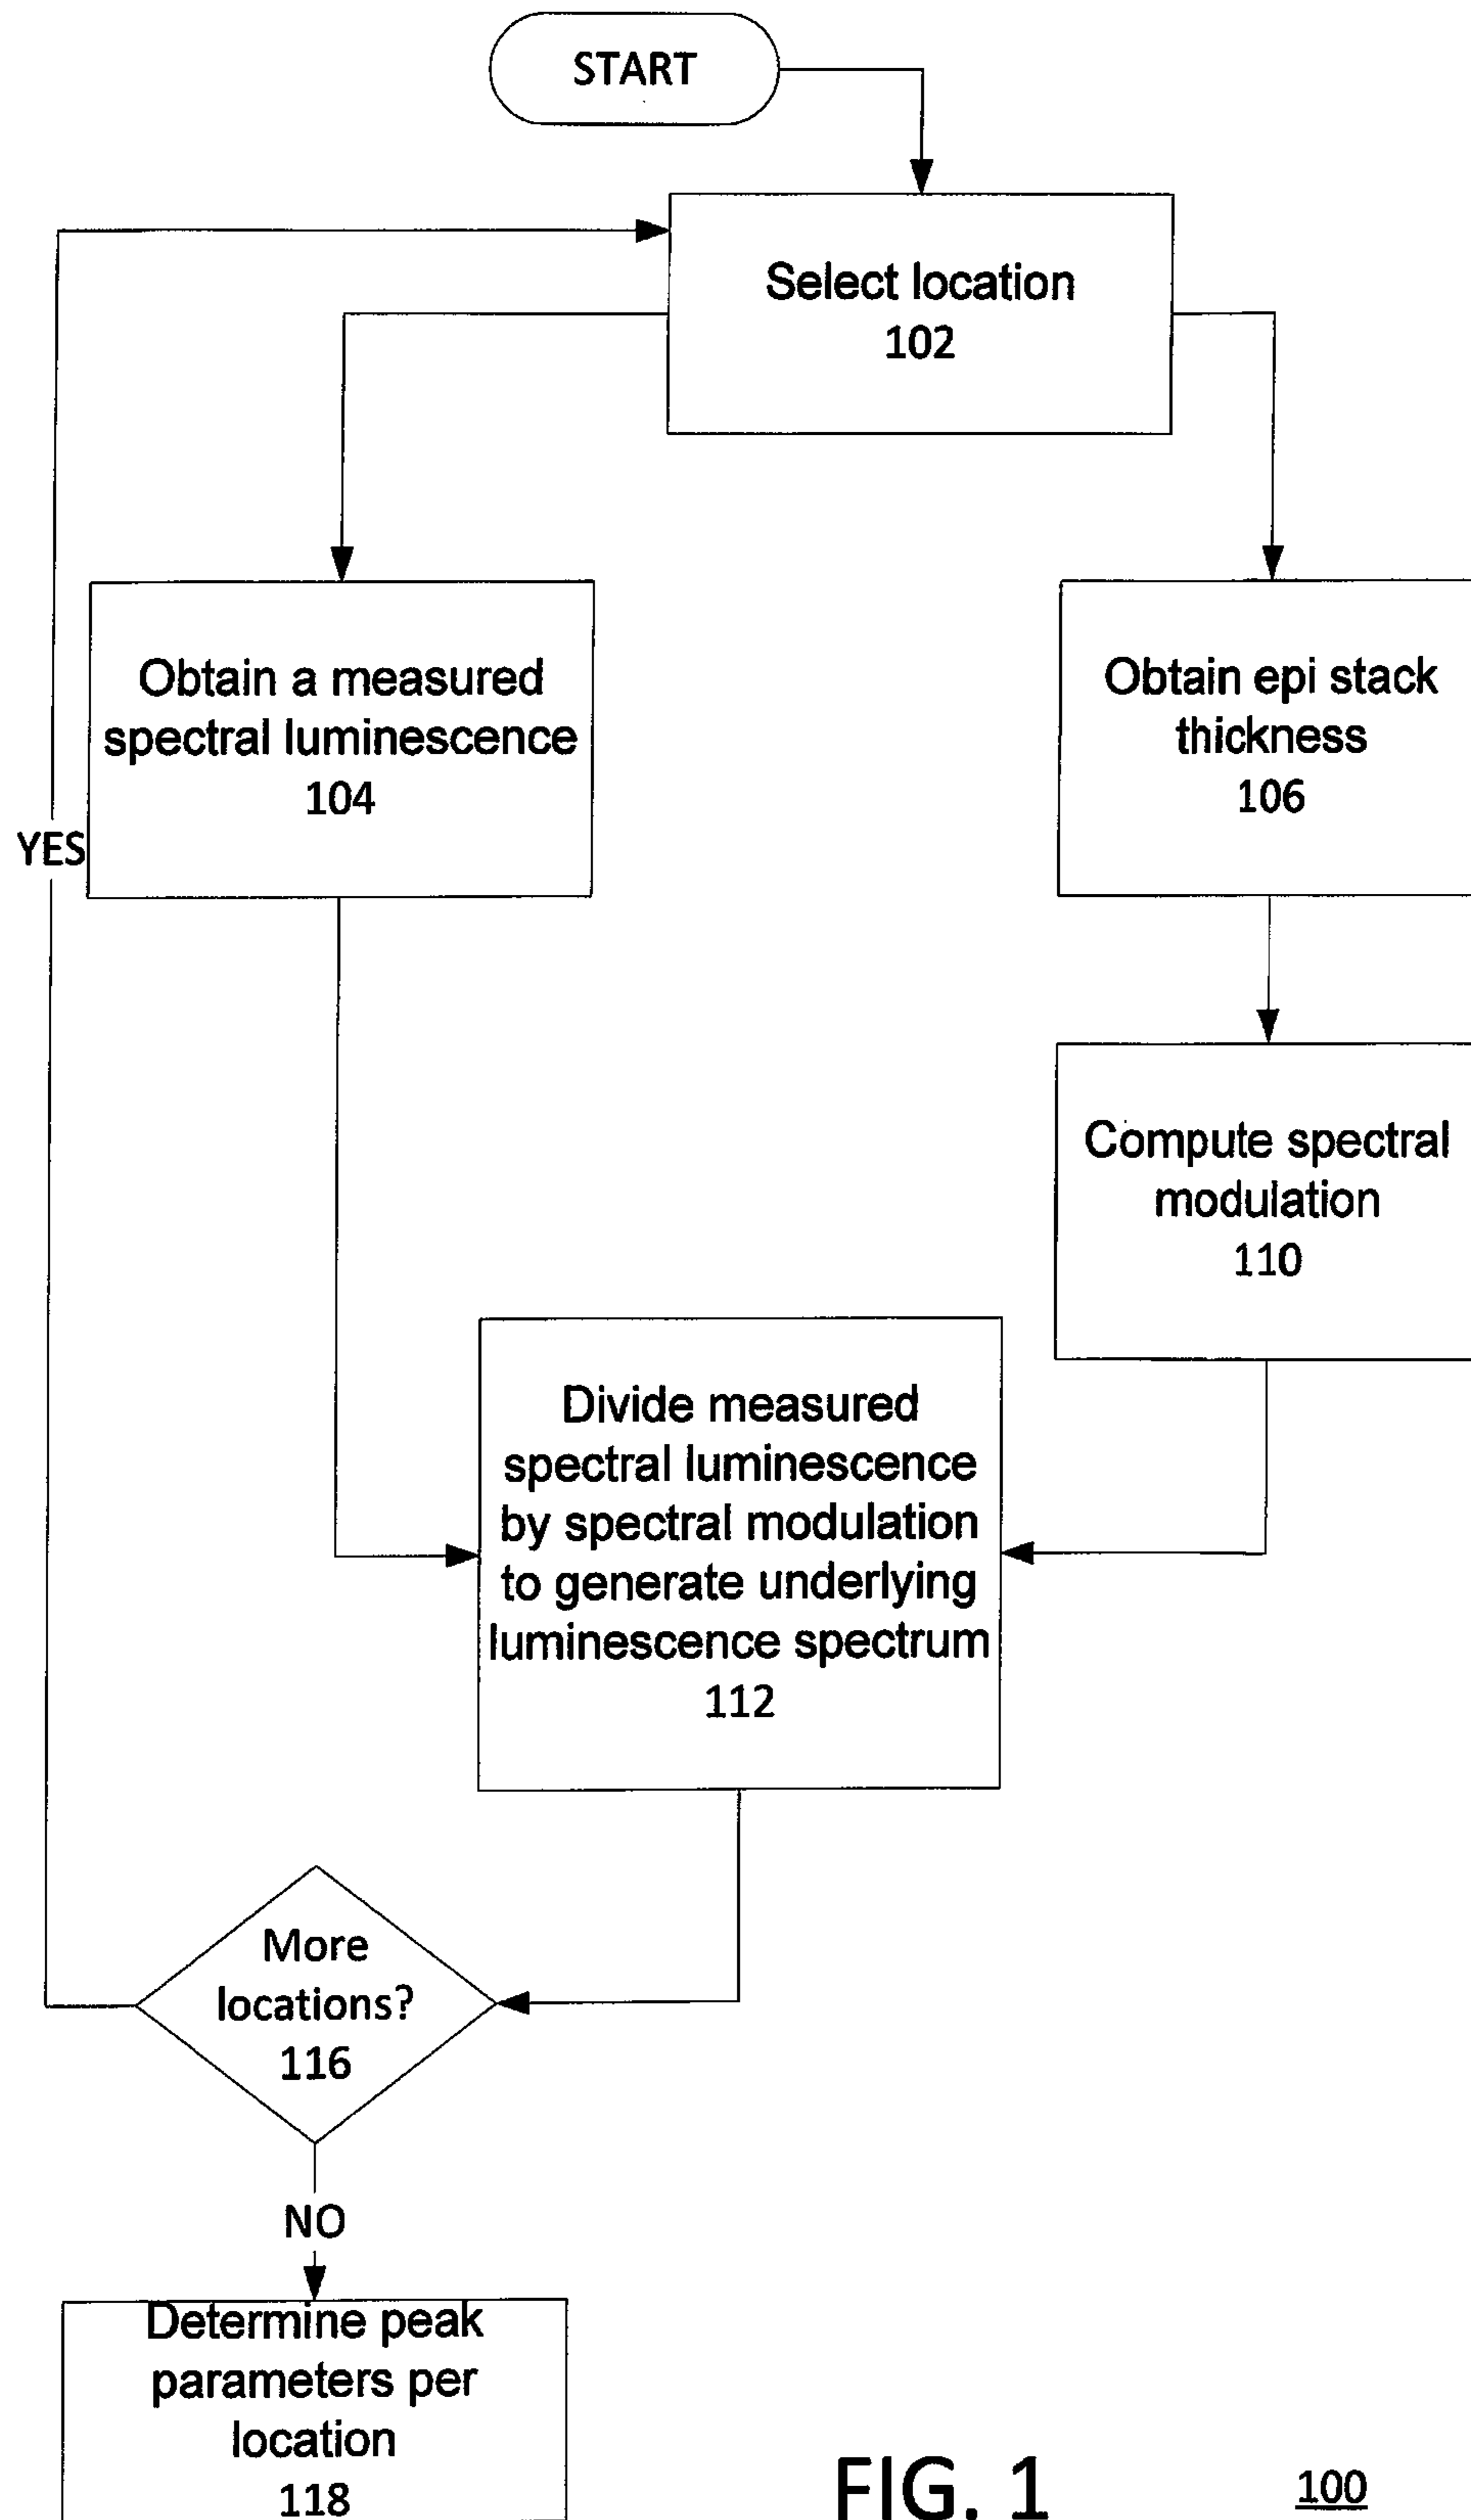 START
Select location
102
Obtain a measured
spectral luminescence
104
Obtain epi stack
thickness
106
YES
Compute spectral
modulation
110
Divide measured
spectral luminescence
by spectral modulation
to generate underlying
luminescence spectrum
112
More
locations?
116
NO
Determine peak
parameters per
location
118
FIG. 1
100